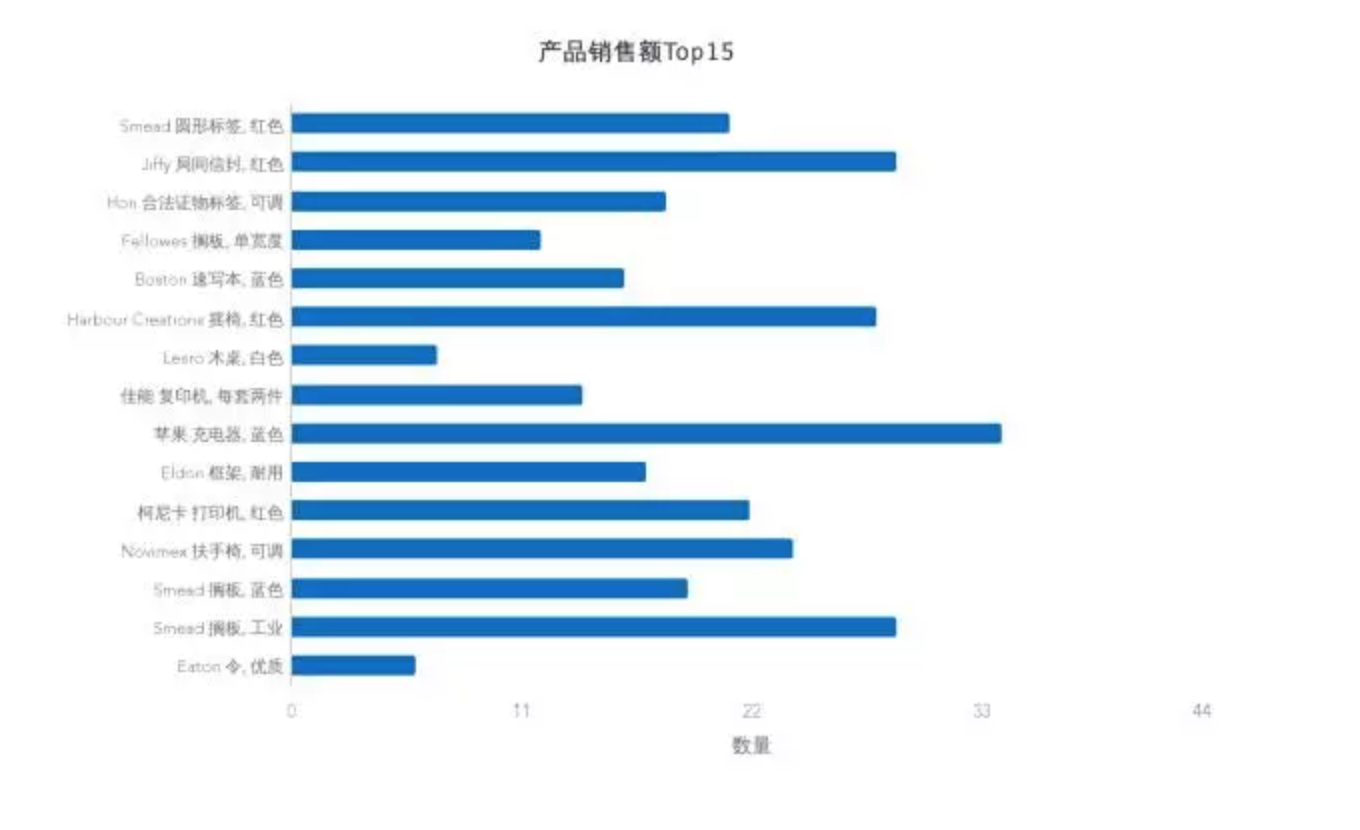 产品销售额Top15
Smead 圆形标签, 红色
Jiffy 局间信封, 红色
Hon 合法证物标签, 可调
Fellowes 搁板, 单宽度
Boston 速写本, 蓝色
Harbour Creations 摇椅, 红色
Lesro 木桌, 白色
佳能 复印机, 每套两件
苹果 充电器, 蓝色
Eldon 框架, 耐用
柯尼卡 打印机, 红色
Novimex 扶手椅, 可调
Smead 搁板, 蓝色
Smead 搁板, 工业
Eaton 令, 优质
0 11 22 33 44
数量